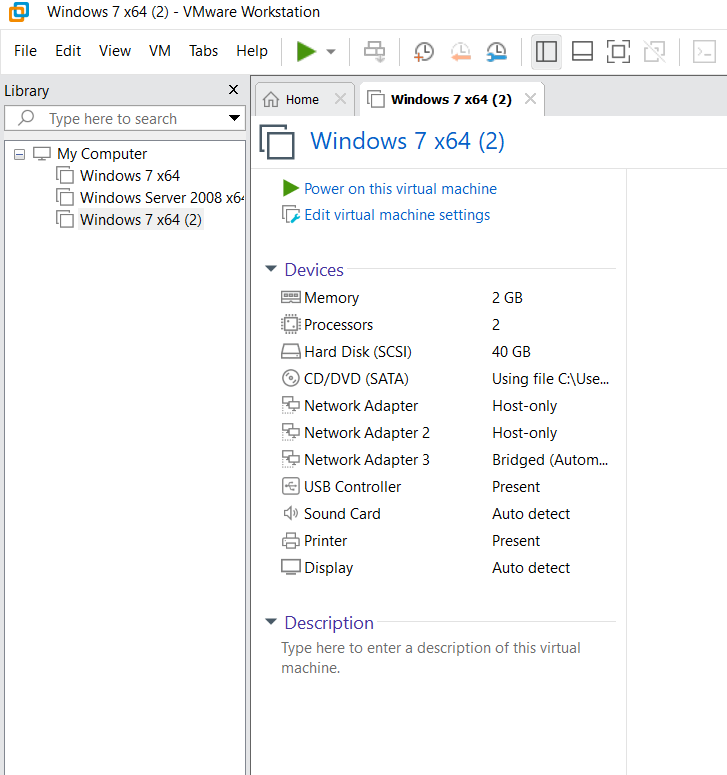 Windows 7 x64 (2) - VMware Workstation
File Edit View VM Tabs Help
Library
Type here to search
My Computer
Windows 7 x64
Windows Server 2008 x64
Windows 7 x64 (2)
Home
Windows 7 x64 (2)
Windows 7 x64 (2)
Power on this virtual machine
Edit virtual machine settings
Devices
Memory 2 GB
Processors 2
Hard Disk (SCSI) 40 GB
CD/DVD (SATA) Using file C:\Use...
Network Adapter Host-only
Network Adapter 2 Host-only
Network Adapter 3 Bridged (Autom...
USB Controller Present
Sound Card Auto detect
Printer Present
Display Auto detect
Description
Type here to enter a description of this virtual
machine.